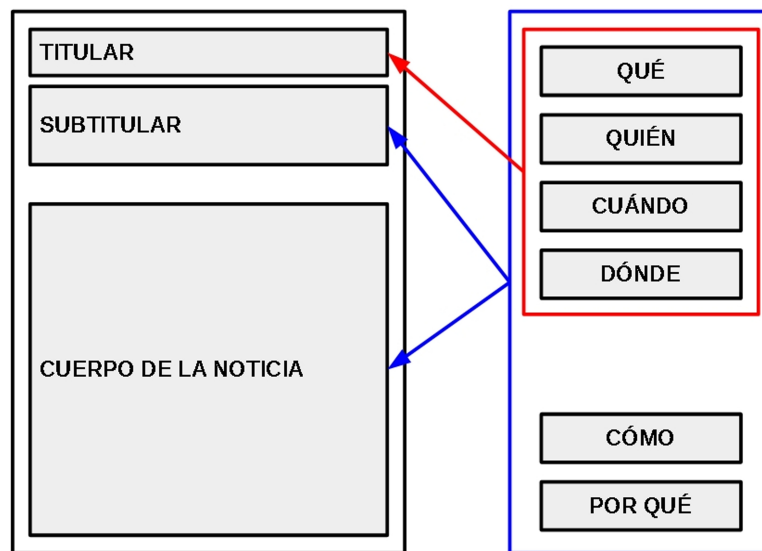 TITULAR
SUBTITULAR
CUERPO DE LA NOTICIA
QUÉ
QUIÉN
CUÁNDO
DÓNDE
CÓMO
POR QUÉ